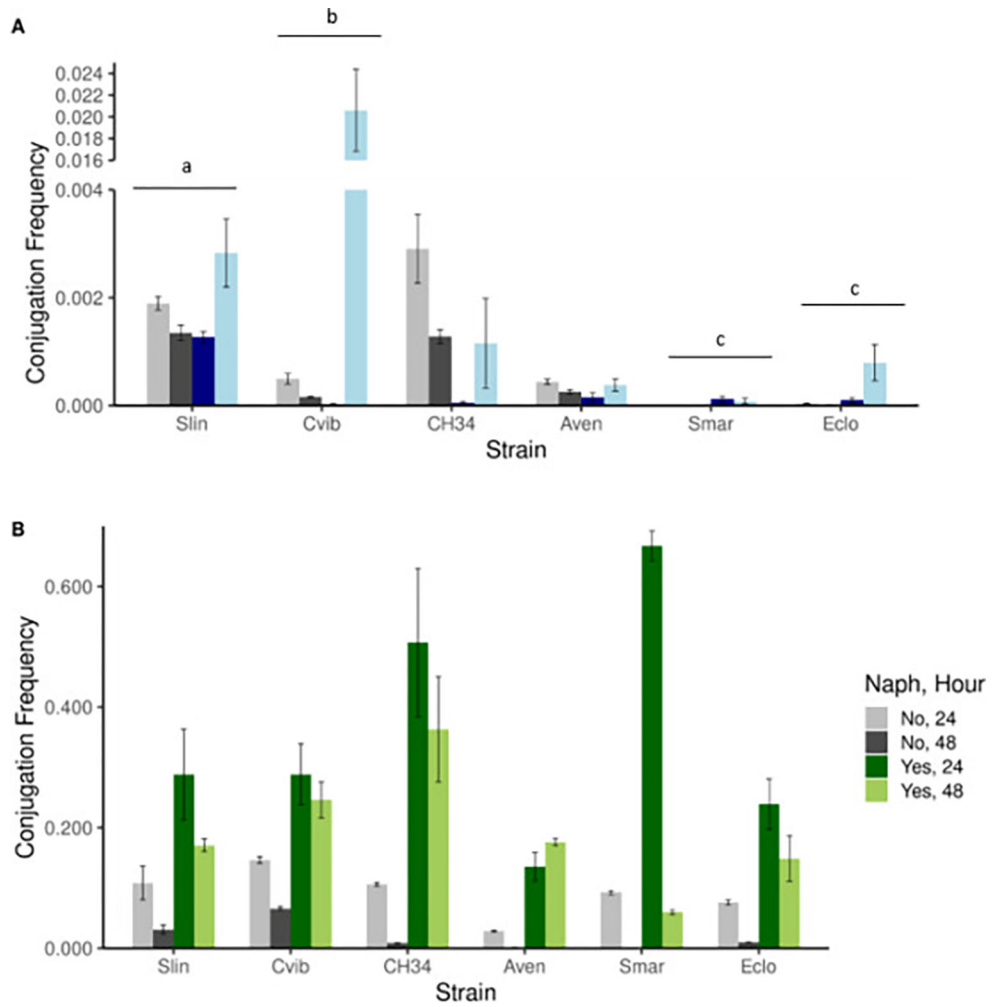 A
b
0.024
0.022
0.020
0.018
0.016
a
0.004
c
0.002
c
0.000
Conjugation Frequency
Slin Cvib CH34 Aven Smar Eclo
Strain
B
0.600
0.400
0.200
0.000
Conjugation Frequency
Slin Cvib CH34 Aven Smar Eclo
Strain
Naph, Hour
No, 24
No, 48
Yes, 24
Yes, 48